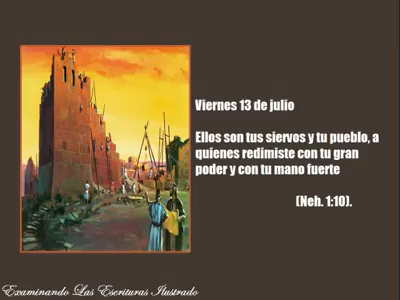 Viernes 13 de julio
Ellos son tus siervos y tu pueblo, a
quienes redimiste con tu gran
poder y con tu mano fuerte
(Neh. 1:10).
Examinando Las Escrituras Ilustrado